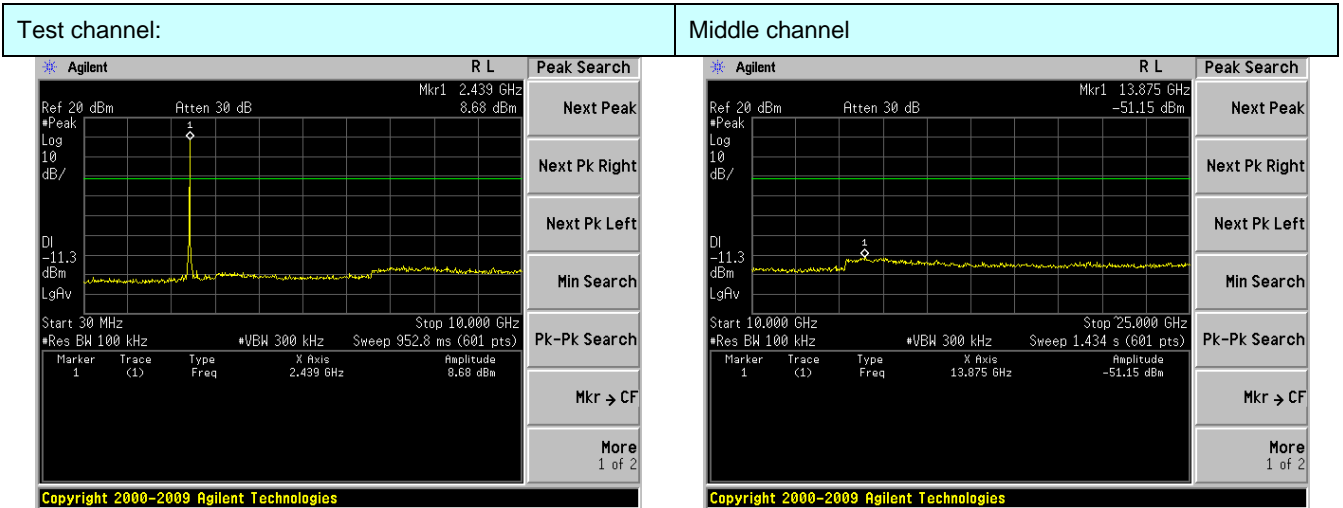 Test channel:
Middle channel
Agilent R L Peak Search
Mkr1 2.439 GHz
Ref 20 dBm Atten 30 dB 8.68 dBm
#Peak
Log
10
dB/
1
DI
-11.3
dBm
LgAv
Start 30 MHz Stop 10.000 GHz
#Res BW 100 kHz #VBW 300 kHz Sweep 952.8 ms (601 pts)
Marker Trace Type X Axis Amplitude
1 (1) Freq 2.439 GHz 8.68 dBm
Next Peak
Next Pk Right
Next Pk Left
Min Search
Pk-Pk Search
Mkr → CF
More
1 of 2
Copyright 2000-2009 Agilent Technologies
Agilent R L Peak Search
Mkr1 13.875 GHz
Ref 20 dBm Atten 30 dB -51.15 dBm
#Peak
Log
10
dB/
1
DI
-11.3
dBm
LgAv
Start 10.000 GHz Stop 25.000 GHz
#Res BW 100 kHz #VBW 300 kHz Sweep 1.434 s (601 pts)
Marker Trace Type X Axis Amplitude
1 (1) Freq 13.875 GHz -51.15 dBm
Next Peak
Next Pk Right
Next Pk Left
Min Search
Pk-Pk Search
Mkr → CF
More
1 of 2
Copyright 2000-2009 Agilent Technologies